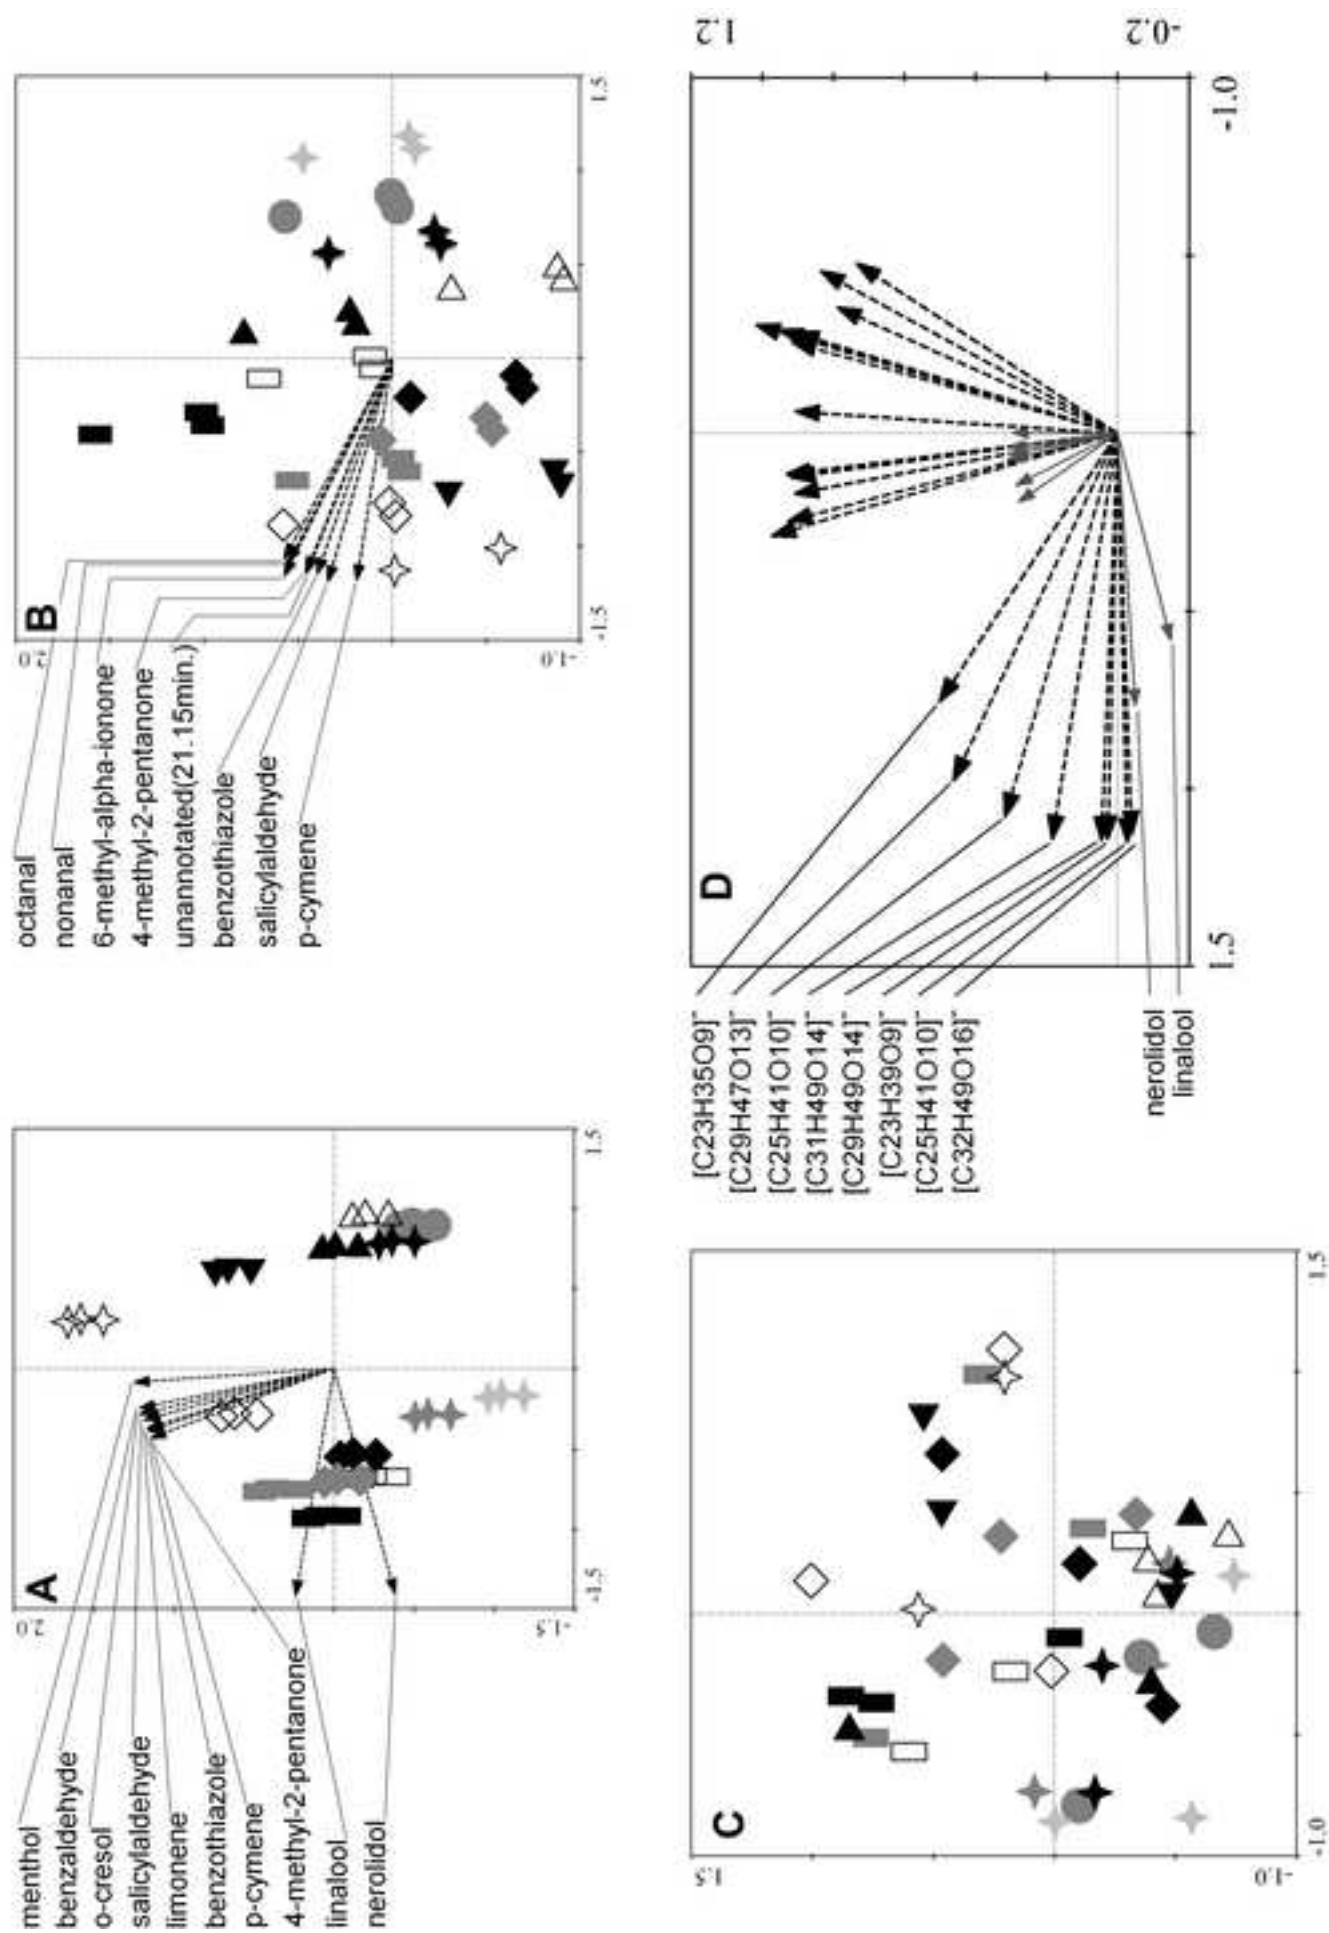 A
2.0
-1.5
-1.5
1.5
menthol
benzaldehyde
o-cresol
salicylaldehyde
limonene
benzothiazole
p-cymene
4-methyl-2-pentanone
linalool
nerolidol
B
2.0
-1.0
-1.5
1.5
octanal
nonanal
6-methyl-alpha-ionone
4-methyl-2-pentanone
unannotated(21.15min.)
benzothiazole
salicylaldehyde
p-cymene
C
1.5
-1.0
-1.0
1.5
D
1.2
-0.2
1.5
-1.0
[C23H35O9]-
[C29H47O13]-
[C25H41O10]-
[C31H49O14]-
[C29H49O14]-
[C23H39O9]-
[C25H41O10]-
[C32H49O16]-
nerolidol
linalool